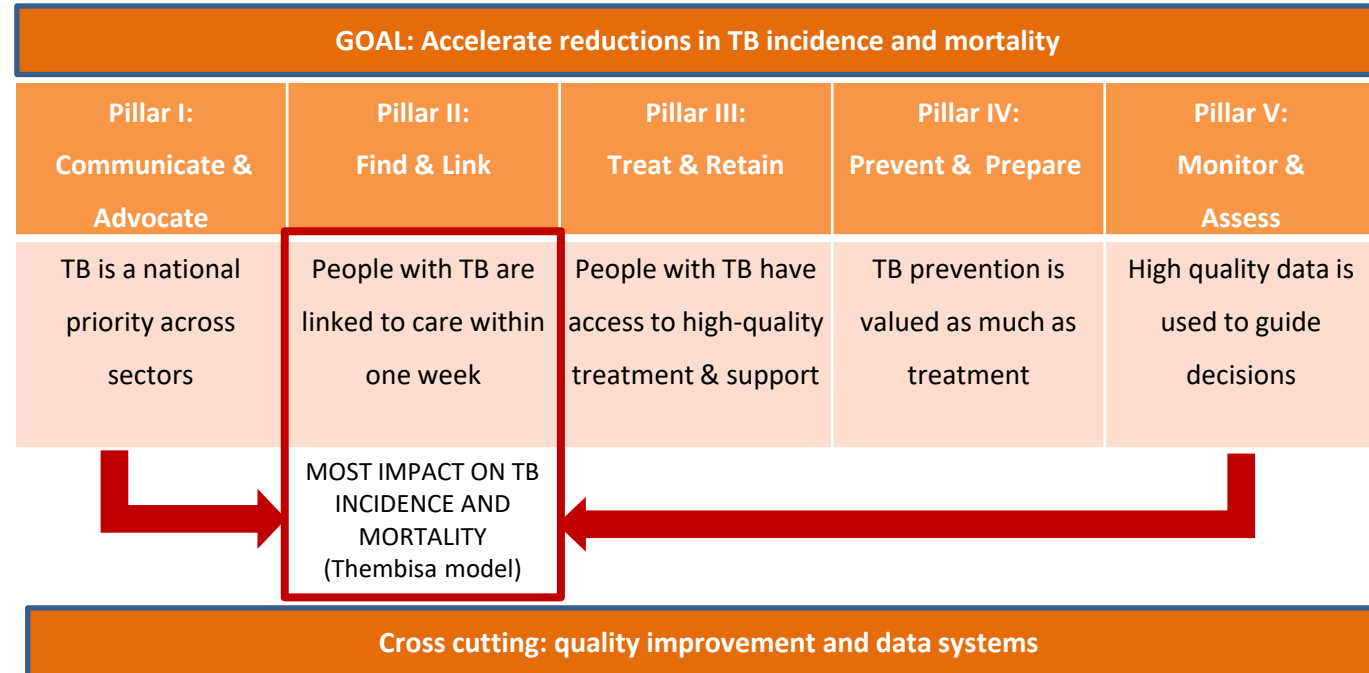 GOAL: Accelerate reductions in TB incidence and mortality
Pillar I:
Communicate &
Advocate
Pillar II:
Find & Link
Pillar III:
Treat & Retain
Pillar IV:
Prevent & Prepare
Pillar V:
Monitor &
Assess
TB is a national
priority across
sectors
People with TB are
linked to care within
one week
People with TB have
access to high-quality
treatment & support
TB prevention is
valued as much as
treatment
High quality data is
used to guide
decisions
MOST IMPACT ON TB
INCIDENCE AND
MORTALITY
(Thembisa model)
Cross cutting: quality improvement and data systems